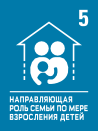 5
НАПРАВЛЯЮЩАЯ
РОЛЬ СЕМЬИ ПО МЕРЕ
ВЗРОСЛЕНИЯ ДЕТЕЙ